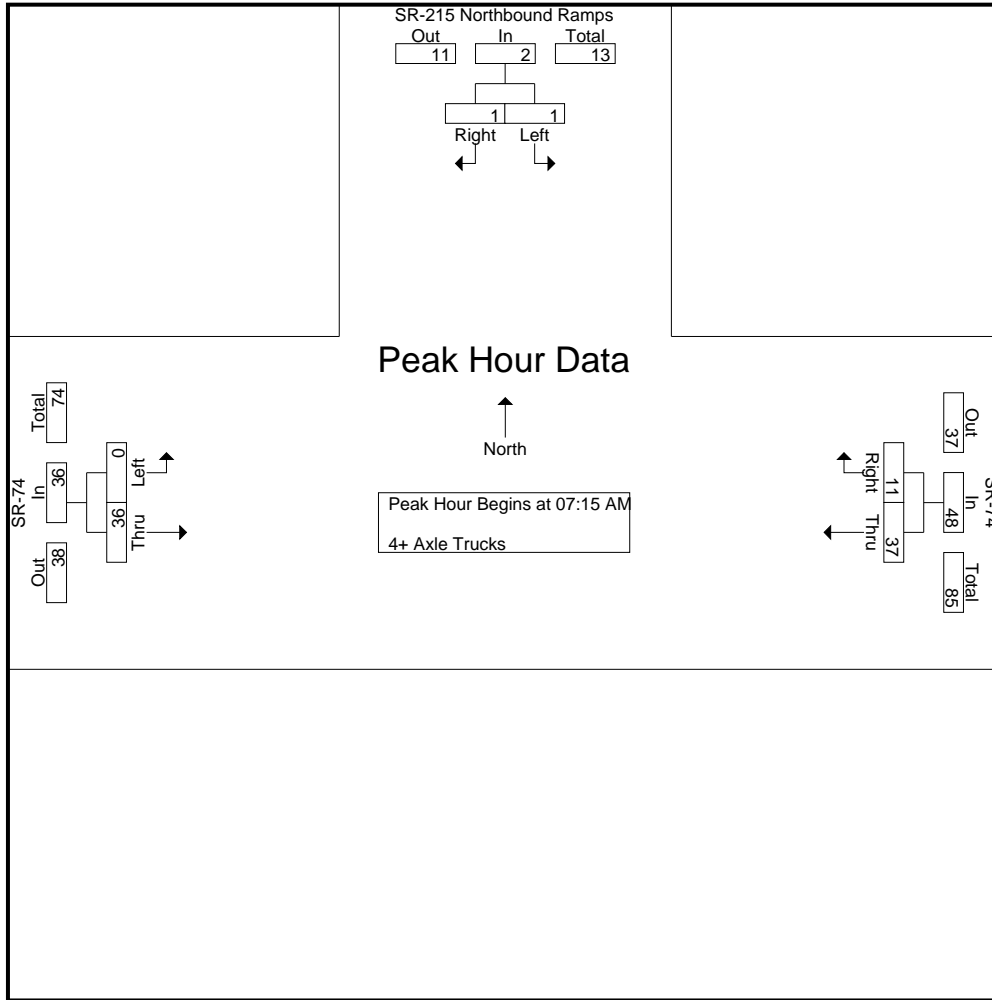 SR-215 Northbound Ramps
Out In Total
11 2 13
1 1
Right Left
Peak Hour Data
North
Peak Hour Begins at 07:15 AM
4+ Axle Trucks
SR-74
Out In Total
38 36 74
Thru Left
36 0
SR-74
Out In Total
37 48 85
Right Thru
11 37